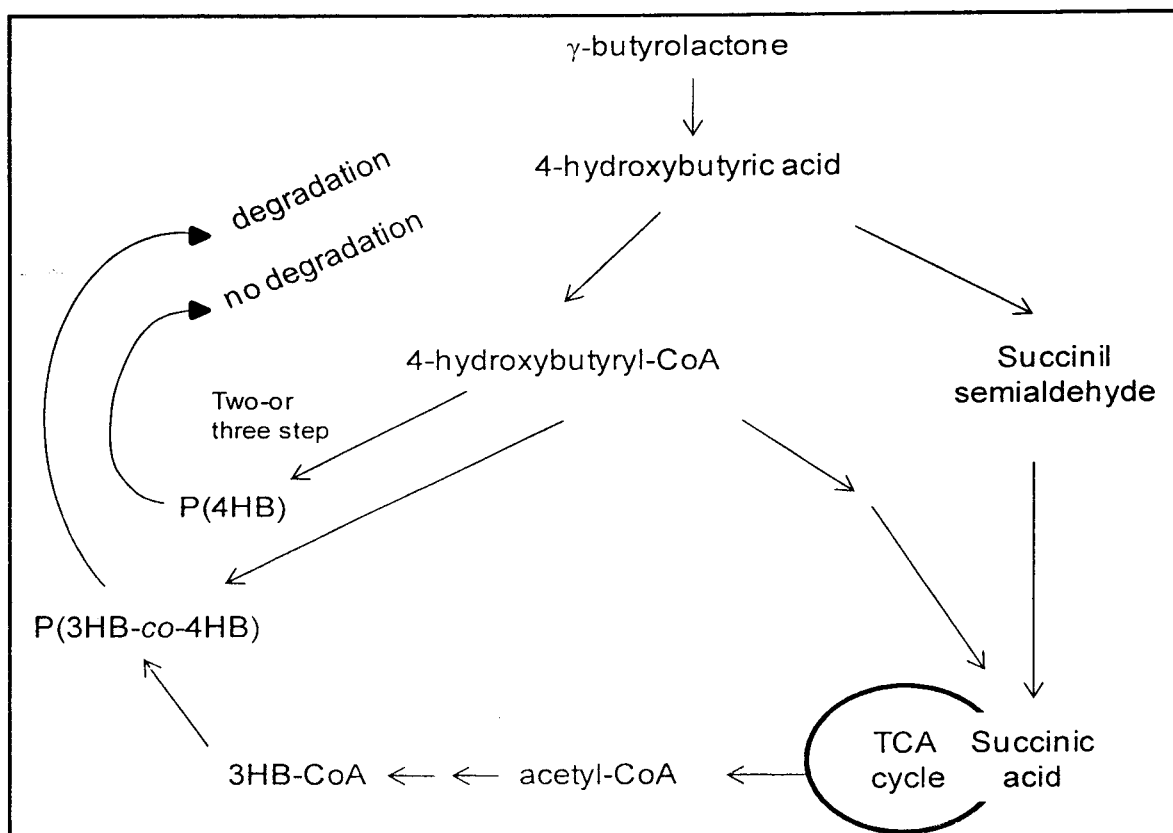 γ-butyrolactone
4-hydroxybutyric acid
degradation
no degradation
4-hydroxybutyryl-CoA
Succinil
semialdehyde
Two-or
three step
P(4HB)
P(3HB-co-4HB)
TCA
cycle
Succinic
acid
3HB-CoA
acetyl-CoA